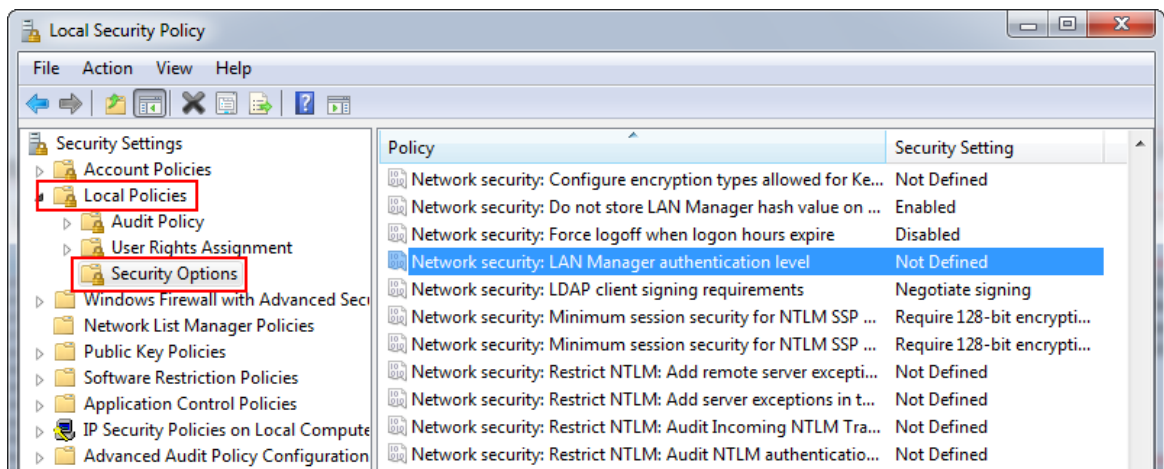 Local Security Policy
File Action View Help
Security Settings
Account Policies
Local Policies
Audit Policy
User Rights Assignment
Security Options
Windows Firewall with Advanced Secu
Network List Manager Policies
Public Key Policies
Software Restriction Policies
Application Control Policies
IP Security Policies on Local Compute
Advanced Audit Policy Configuration
Policy Security Setting
Network security: Configure encryption types allowed for Ke... Not Defined
Network security: Do not store LAN Manager hash value on ... Enabled
Network security: Force logoff when logon hours expire Disabled
Network security: LAN Manager authentication level Not Defined
Network security: LDAP client signing requirements Negotiate signing
Network security: Minimum session security for NTLM SSP ... Require 128-bit encrypti...
Network security: Minimum session security for NTLM SSP ... Require 128-bit encrypti...
Network security: Restrict NTLM: Add remote server excepti... Not Defined
Network security: Restrict NTLM: Add server exceptions in t... Not Defined
Network security: Restrict NTLM: Audit Incoming NTLM Tra... Not Defined
Network security: Restrict NTLM: Audit NTLM authenticatio... Not Defined